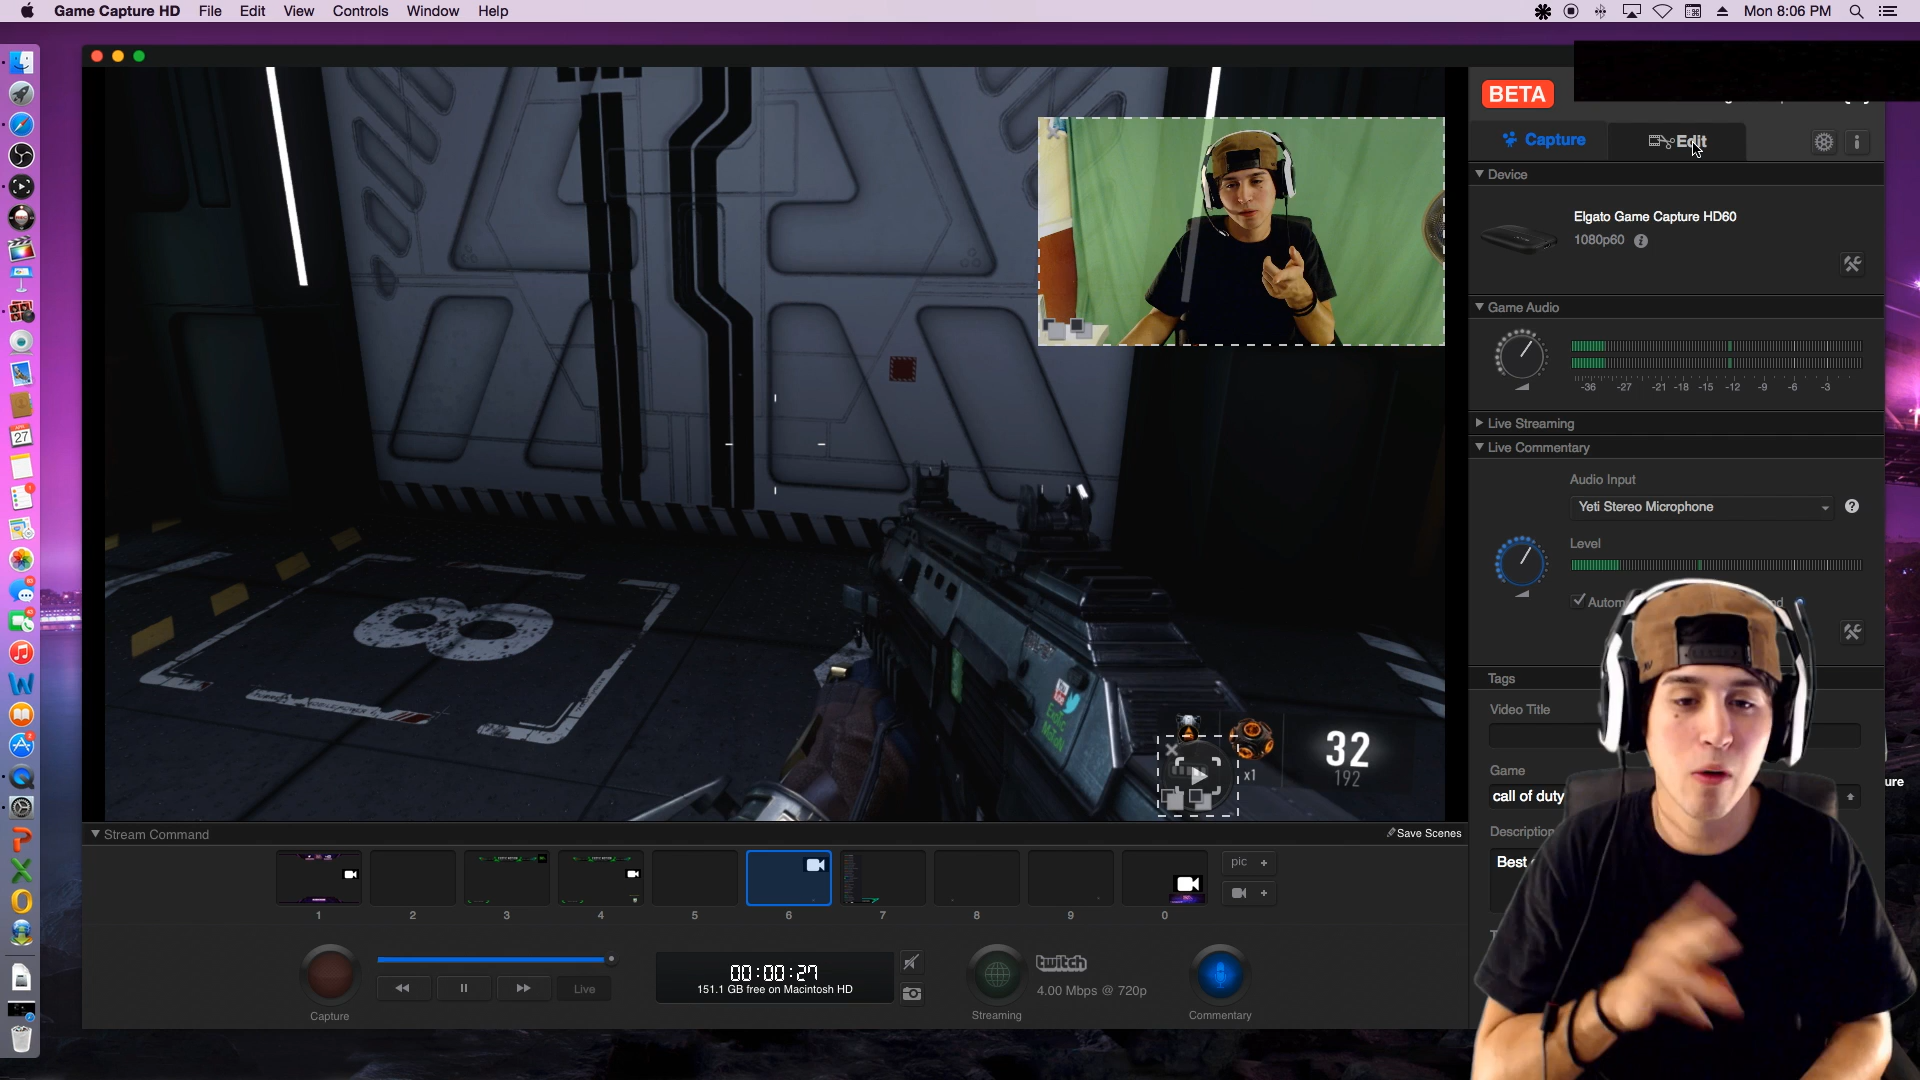 Game Capture HD File Edit View Controls Window Help
Mon 8:06 PM
BETA
Capture
Edit
Device
Elgato Game Capture HD60
1080p60
Game Audio
-36 -27 -21 -18 -15 -12 -9 -6 -3
Live Streaming
Live Commentary
Audio Input
Yeti Stereo Microphone
Level
Autom
Tags
Video Title
Game
call of duty
Description
Best
ure
8
32
192
x1
Stream Command
Save Scenes
pic +
+
1 2 3 4 5 6 7 8 9 0
00:00:27
151.1 GB free on Macintosh HD
Live
twitch
4.00 Mbps @ 720p
Capture
Streaming
Commentary
27